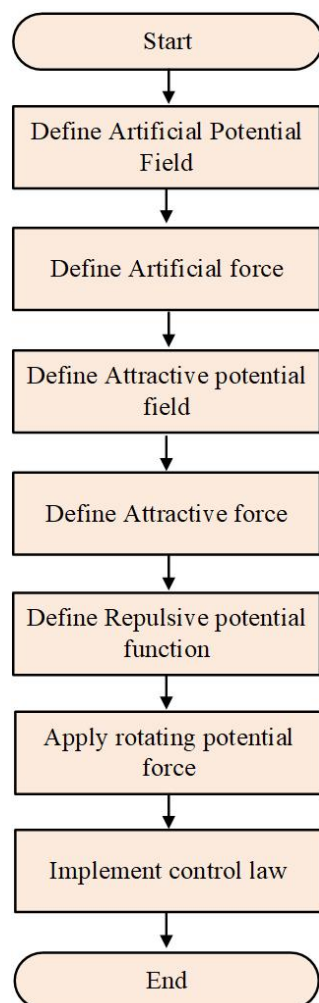 Start
Define Artificial Potential
Field
Define Artificial force
Define Attractive potential
field
Define Attractive force
Define Repulsive potential
function
Apply rotating potential
force
Implement control law
End